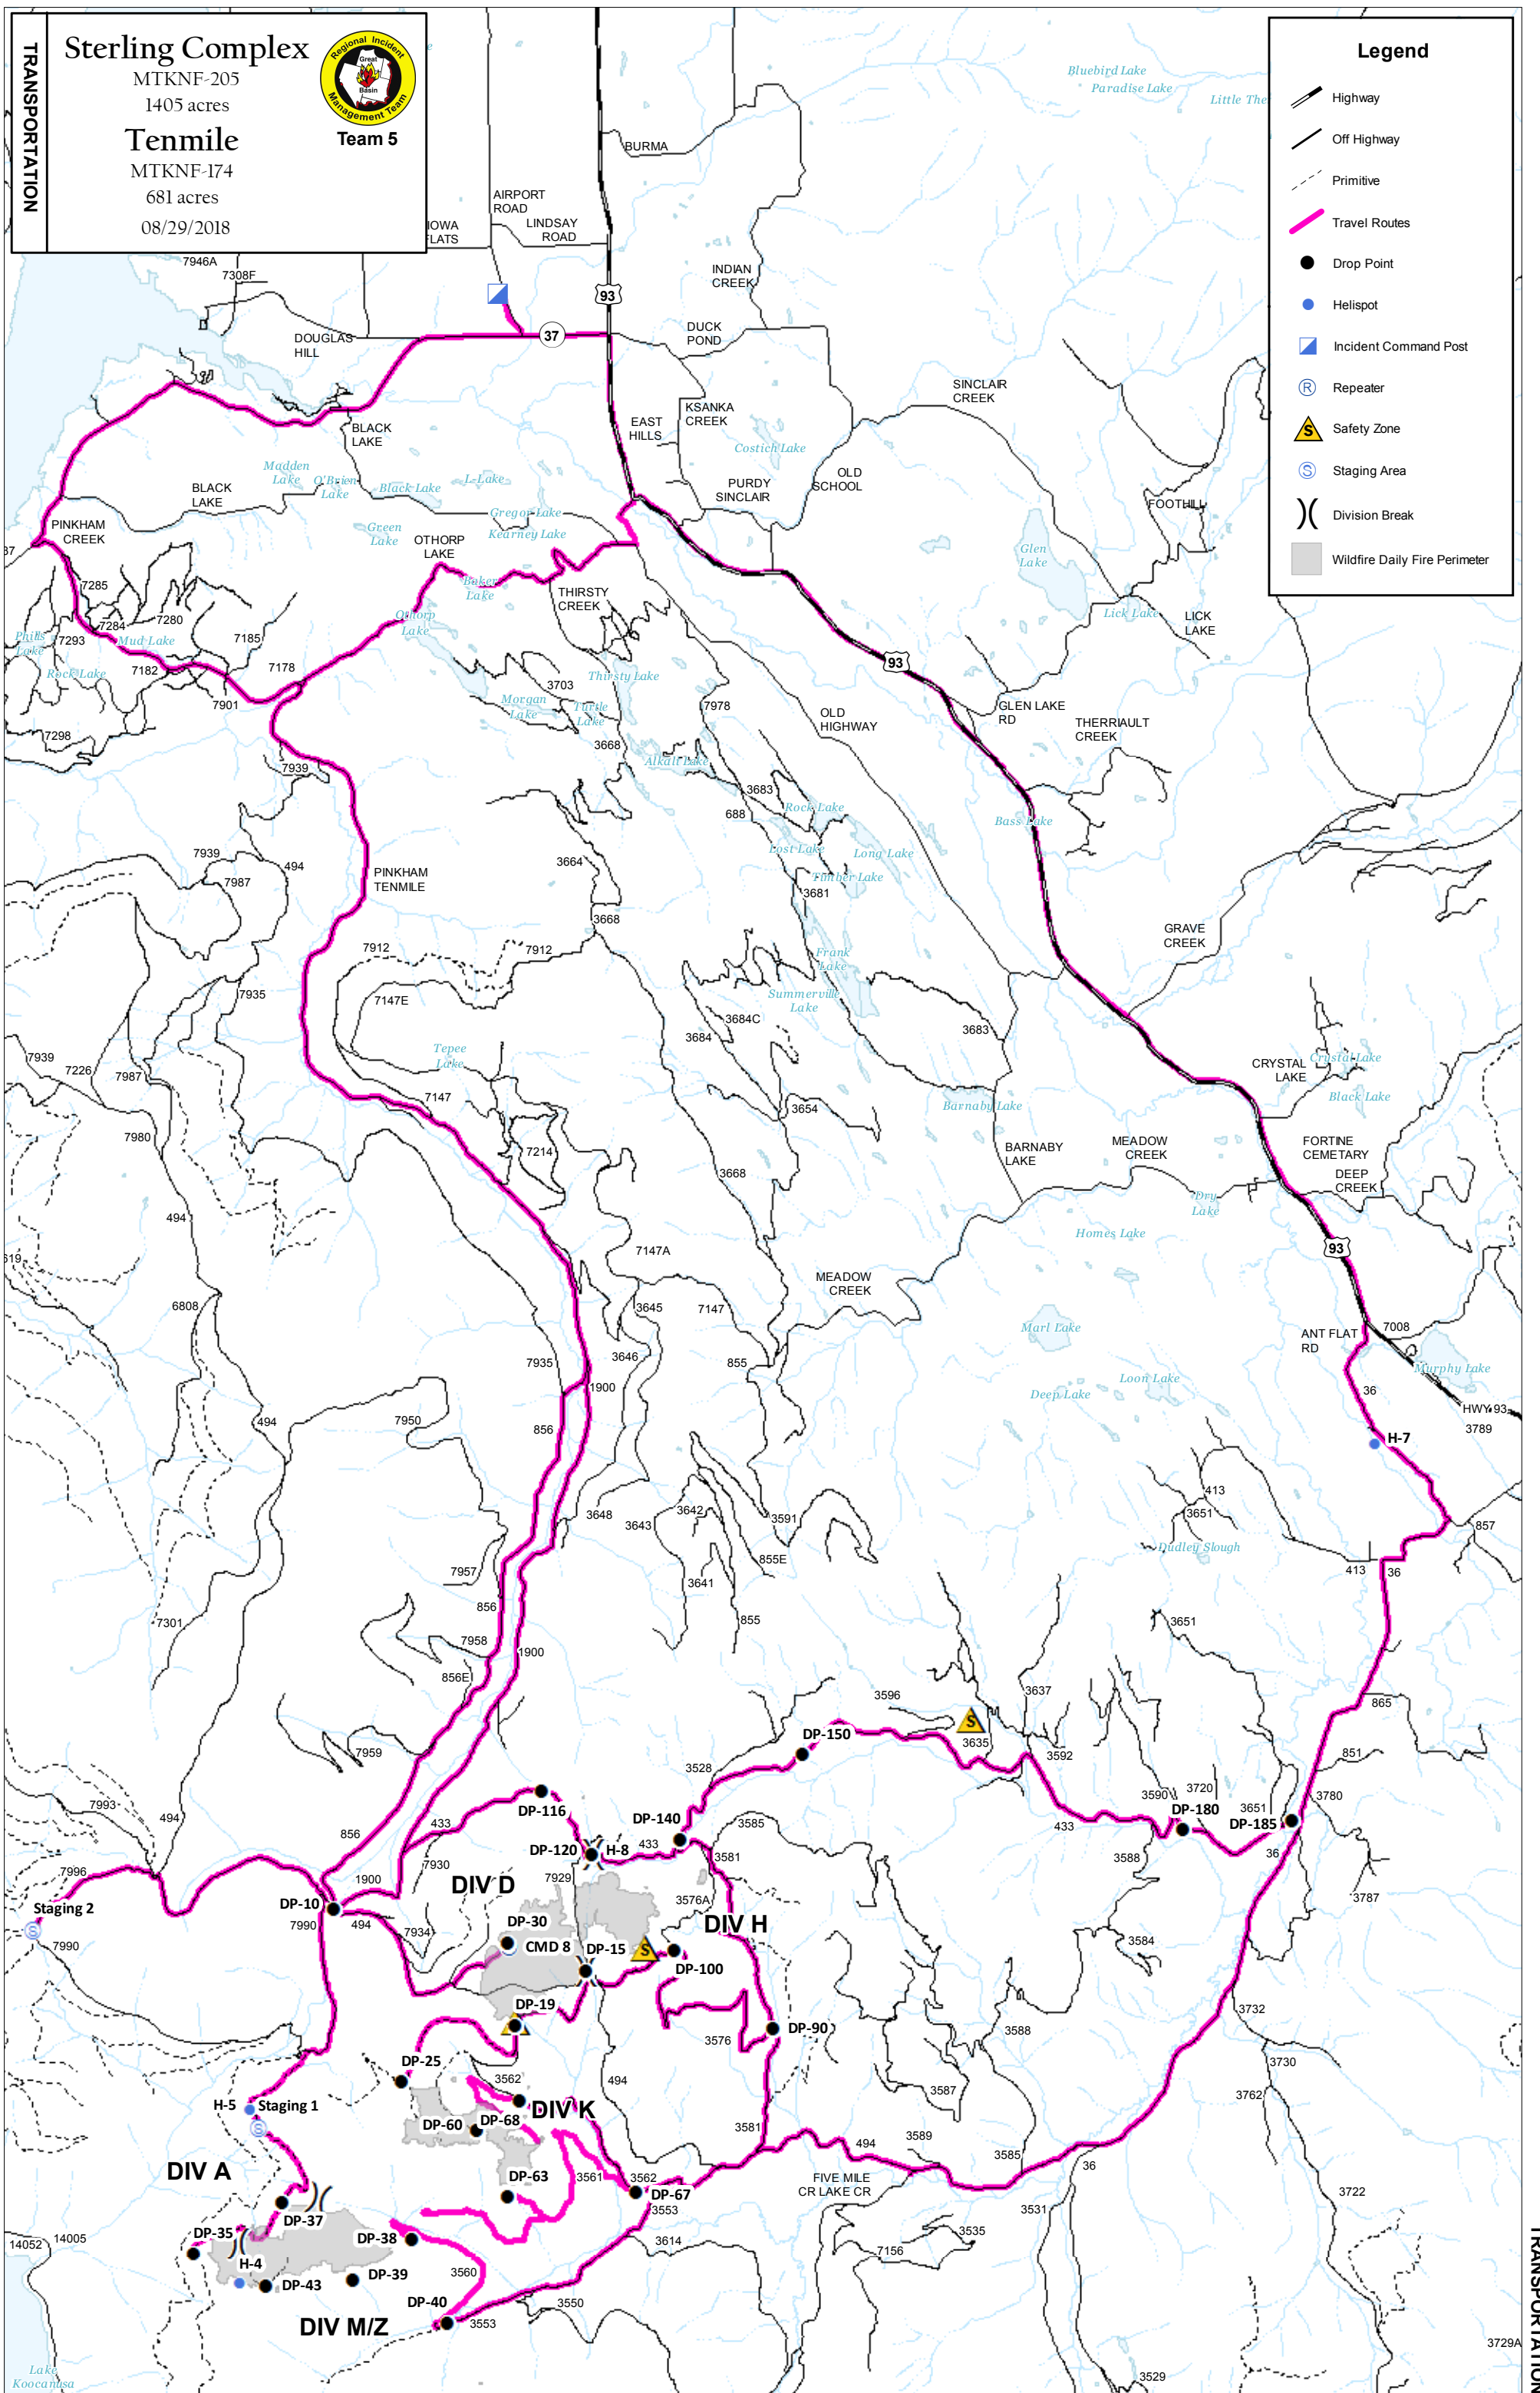 TRANSPORTATION
Sterling Complex
MTKNF-205
1405 acres
Tenmile
MTKNF-174
681 acres
08/29/2018
Regional Incident
Management Team
Great
Basin
Team 5
Legend
Highway
Off Highway
Primitive
Travel Routes
Drop Point
Helispot
Incident Command Post
R
Repeater
S
Safety Zone
S
Staging Area
Division Break
Wildfire Daily Fire Perimeter
Bluebird Lake
Paradise Lake
Little The
BURMA
AIRPORT
ROAD
IOWA
FLATS
LINDSAY
ROAD
7946A
7308F
INDIAN
CREEK
93
37
DUCK
POND
DOUGLAS
HILL
SINCLAIR
CREEK
KSANKA
CREEK
EAST
HILLS
BLACK
LAKE
Costich Lake
OLD
SCHOOL
PURDY
SINCLAIR
Madden
Lake
O'Brien
Lake
Black Lake
L Lake
BLACK
LAKE
Gregor Lake
Kearney Lake
Green
Lake
FOOTHILL
PINKHAM
CREEK
OTHORP
LAKE
Glen
Lake
37
7285
Baker
Lake
THIRSTY
CREEK
Othorp
Lake
Lick Lake
LICK
LAKE
7280
7284
Phills
Lake
7293
Mud Lake
7185
Rock Lake
7182
7178
93
Thirsty Lake
3703
Morgan
Lake
Turtle
Lake
7978
7901
GLEN LAKE
RD
OLD
HIGHWAY
THERRIAULT
CREEK
7298
3668
Alkali Lake
7939
3683
688
Rock Lake
Bass Lake
Lost Lake
Long Lake
7939
494
3664
7987
PINKHAM
TENMILE
Timber Lake
3681
3668
GRAVE
CREEK
7912
7912
Frank
Lake
7935
7147E
Summerville
Lake
3684C
3684
3683
Tepee
Lake
7939
7226
7987
CRYSTAL
LAKE
Crystal Lake
7147
Black Lake
Barnaby Lake
3654
7980
7214
BARNABY
LAKE
MEADOW
CREEK
FORTINE
CEMETARY
3668
DEEP
CREEK
Dry
Lake
494
Homes Lake
93
619
7147A
MEADOW
CREEK
6808
3645
7147
Marl Lake
ANT FLAT
RD
7008
7935
3646
855
Murphy Lake
Loon Lake
Deep Lake
1900
36
HWY 93
494
7950
856
3789
H-7
413
3651
3648
3642
3643
3591
857
Dudley Slough
855E
7957
3641
413
36
856
855
7301
3651
7958
1900
856E
3637
3596
865
S
DP-150
3635
3592
7959
851
3528
3590
3720
3780
7993
494
DP-116
DP-140
DP-180
3651
DP-185
856
433
3585
433
DP-120
H-8
433
3581
3588
36
7996
1900
7930
7929
DIV D
3576A
3787
Staging 2
S
DP-10
7990
494
7934
DP-30
DIV H
CMD 8
DP-15
S
3584
7990
DP-100
DP-19
3732
DP-90
3576
3588
DP-25
3562
494
3730
3762
3587
H-5
Staging 1
S
DP-60
DP-68
DIV K
3581
494
3589
3585
DIV A
36
DP-63
3561
3562
DP-67
FIVE MILE
CR LAKE CR
3722
3553
3531
DP-37
DP-35
DP-38
3535
14005
14052
3614
7156
H-4
DP-43
DP-39
3560
DP-40
3550
DIV M/Z
3553
3729A
Lake
Koocanusa
3529
TRANSPORTATION